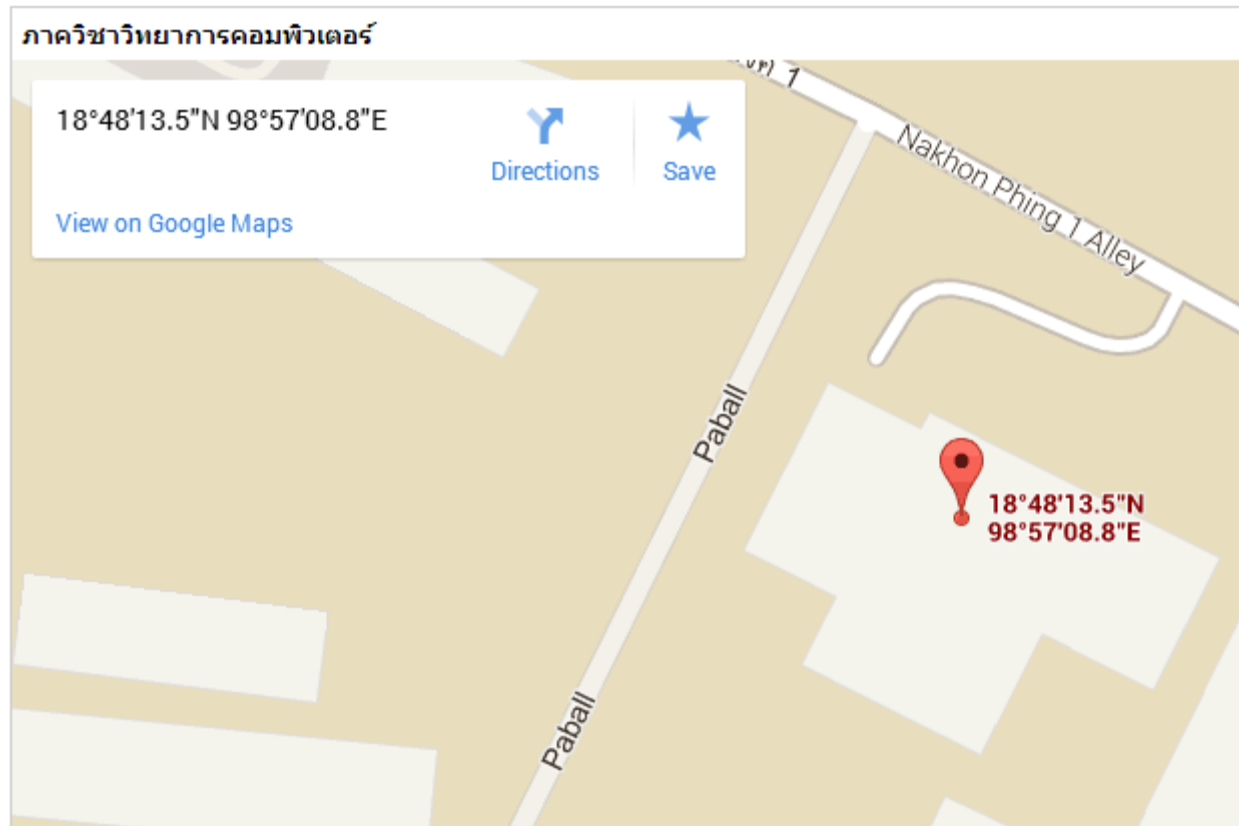 ภาควิชาวิทยาการคอมพิวเตอร์
18°48'13.5"N 98°57'08.8"E
Directions
Save
View on Google Maps
1
Nakhon Phing 1 Alley
Paball
18°48'13.5"N
98°57'08.8"E
Paball